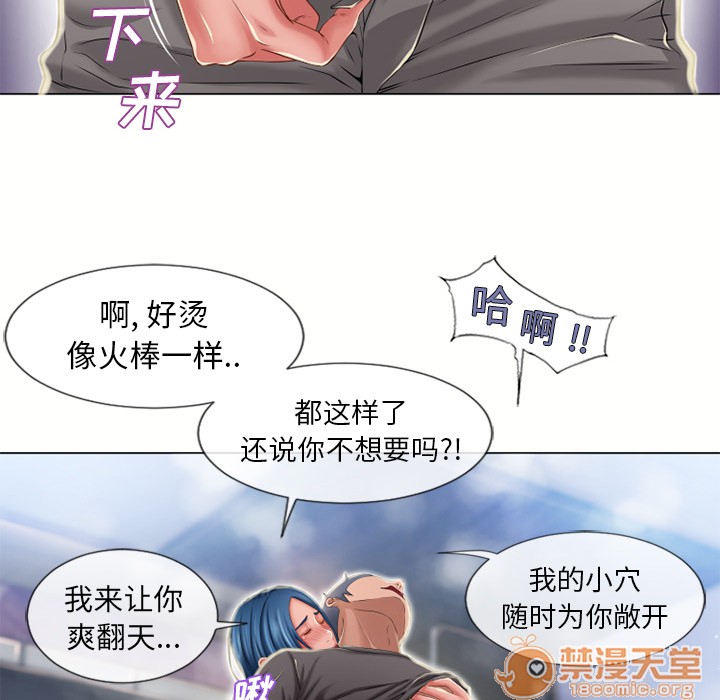 下来
哈啊!!
啊, 好烫
像火棒一样..
都这样了
还说你不想要吗?!
我来让你
爽翻天...
我的小穴
随时为你敞开
啾
禁漫天堂
18comic.org